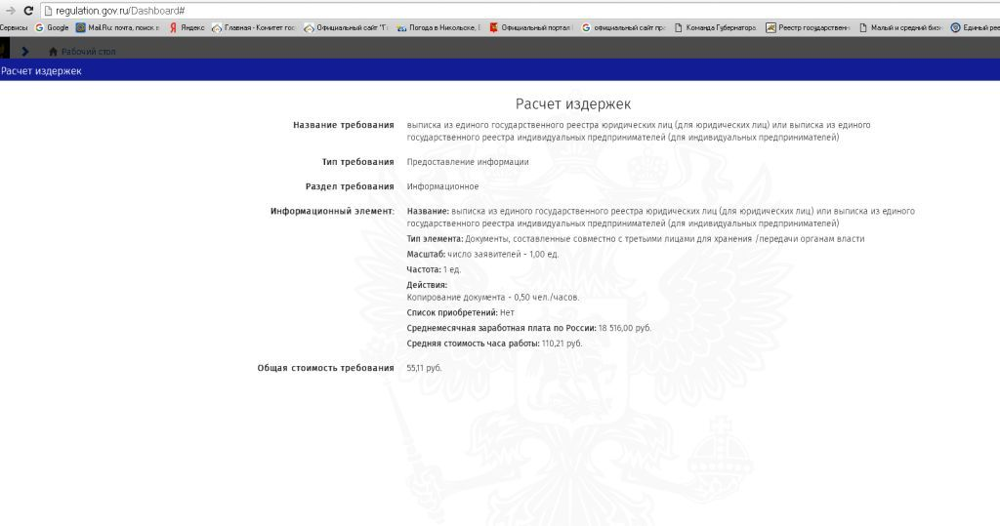 regulation.gov.ru/Dashboard#
Сервисы Google Mail.Ru: почта, поиск в Яндекс Главная - Комитет гос Официальный сайт "Г Погода в Никольске, Официальный портал официальный сайт пра Команда Губернатора Реестр государственн Малый и средний биз Единый рее
Рабочий стол
Расчет издержек
Расчет издержек
Название требования выписка из единого государственного реестра юридических лиц (для юридических лиц) или выписка из единого
государственного реестра индивидуальных предпринимателей (для индивидуальных предпринимателей)
Тип требования Предоставление информации
Раздел требования Информационное
Информационный элемент: Название: выписка из единого государственного реестра юридических лиц (для юридических лиц) или выписка из единого
государственного реестра индивидуальных предпринимателей (для индивидуальных предпринимателей)
Тип элемента: Документы, составленные совместно с третьими лицами для хранения /передачи органам власти
Масштаб: число заявителей - 1,00 ед.
Частота: 1 ед.
Действия:
Копирование документа - 0,50 чел./часов.
Список приобретений: Нет
Среднемесячная заработная плата по России: 18 516,00 руб.
Средняя стоимость часа работы: 110,21 руб.
Общая стоимость требования 55,11 руб.